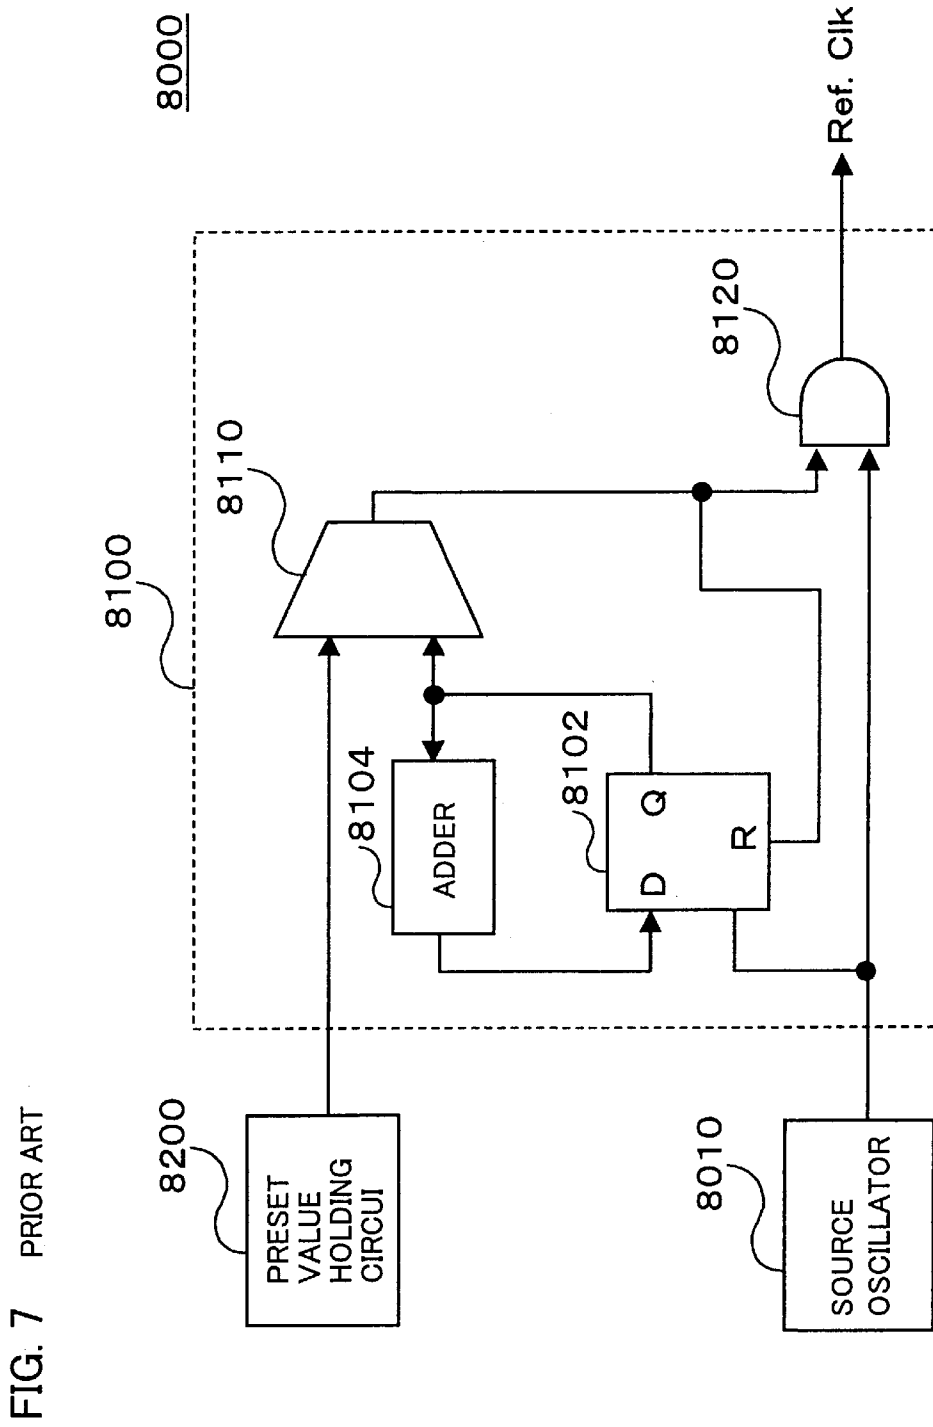 FIG. 7 PRIOR ART
8000
8100
8200
PRESET
VALUE
HOLDING
CIRCUI
8110
8104
ADDER
8102
D Q
R
8120
Ref. Clk
8010
SOURCE
OSCILLATOR